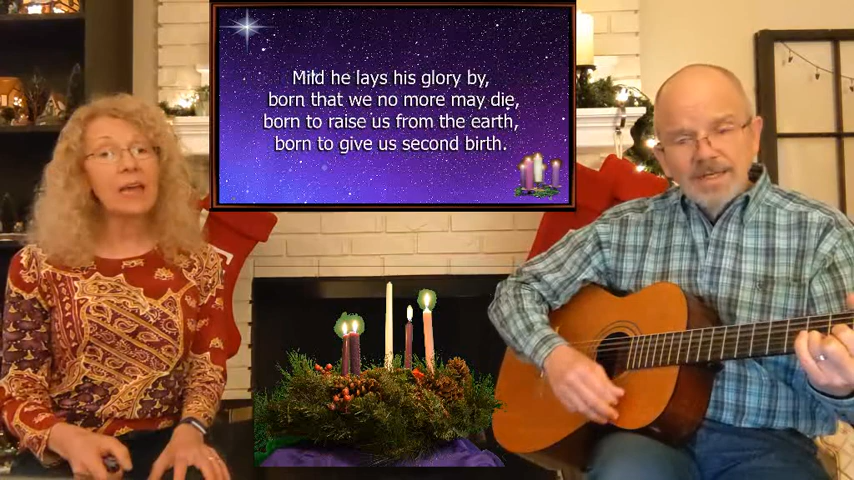 Mild he lays his glory by,
born that we no more may die,
born to raise us from the earth,
born to give us second birth.